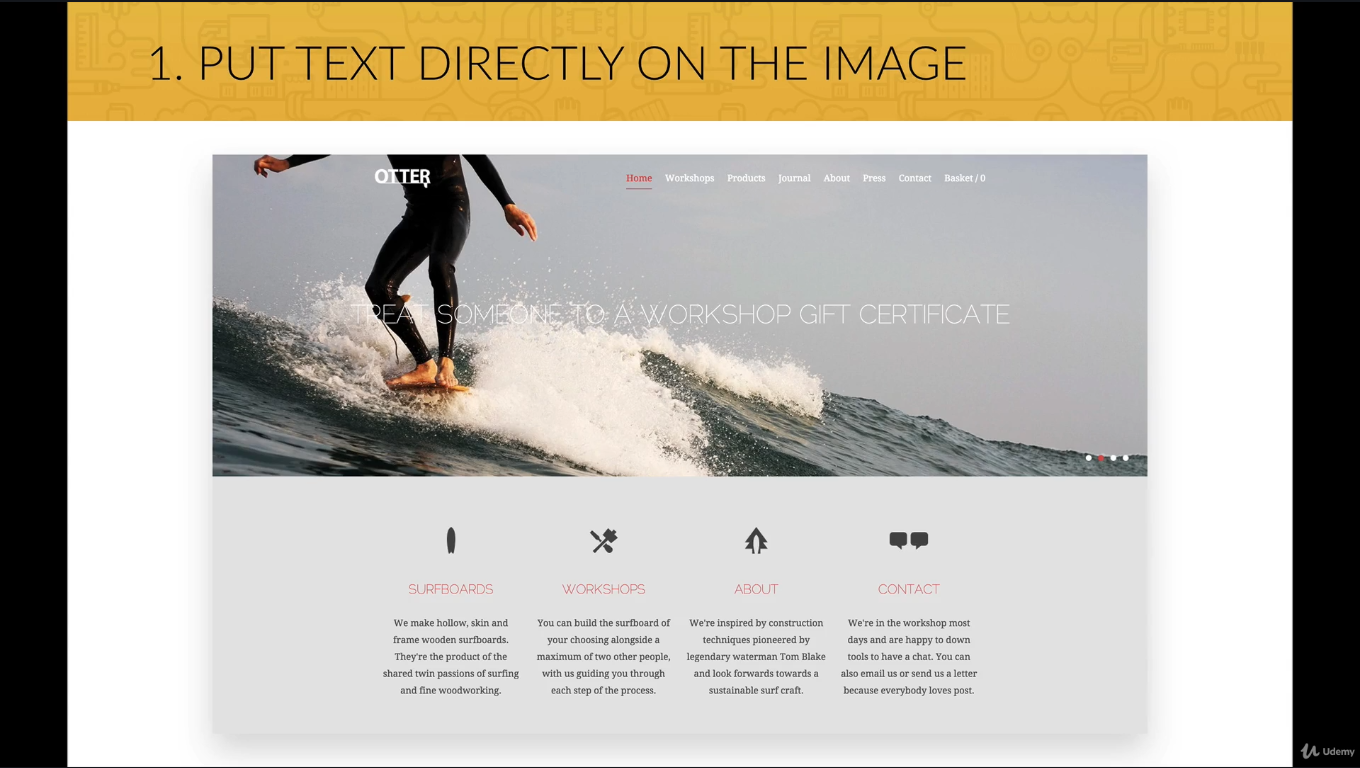 1. PUT TEXT DIRECTLY ON THE IMAGE
OTTER
Home Workshops Products Journal About Press Contact Basket / 0
TREAT SOMEONE TO A WORKSHOP GIFT CERTIFICATE
SURFBOARDS
We make hollow, skin and
frame wooden surfboards.
They're the product of the
shared twin passions of surfing
and fine woodworking.
WORKSHOPS
You can build the surfboard of
your choosing alongside a
maximum of two other people,
with us guiding you through
each step of the process.
ABOUT
We're inspired by construction
techniques pioneered by
legendary waterman Tom Blake
and look forwards towards a
sustainable surf craft.
CONTACT
We're in the workshop most
days and are happy to down
tools to have a chat. You can
also email us or send us a letter
because everybody loves post.
Udemy